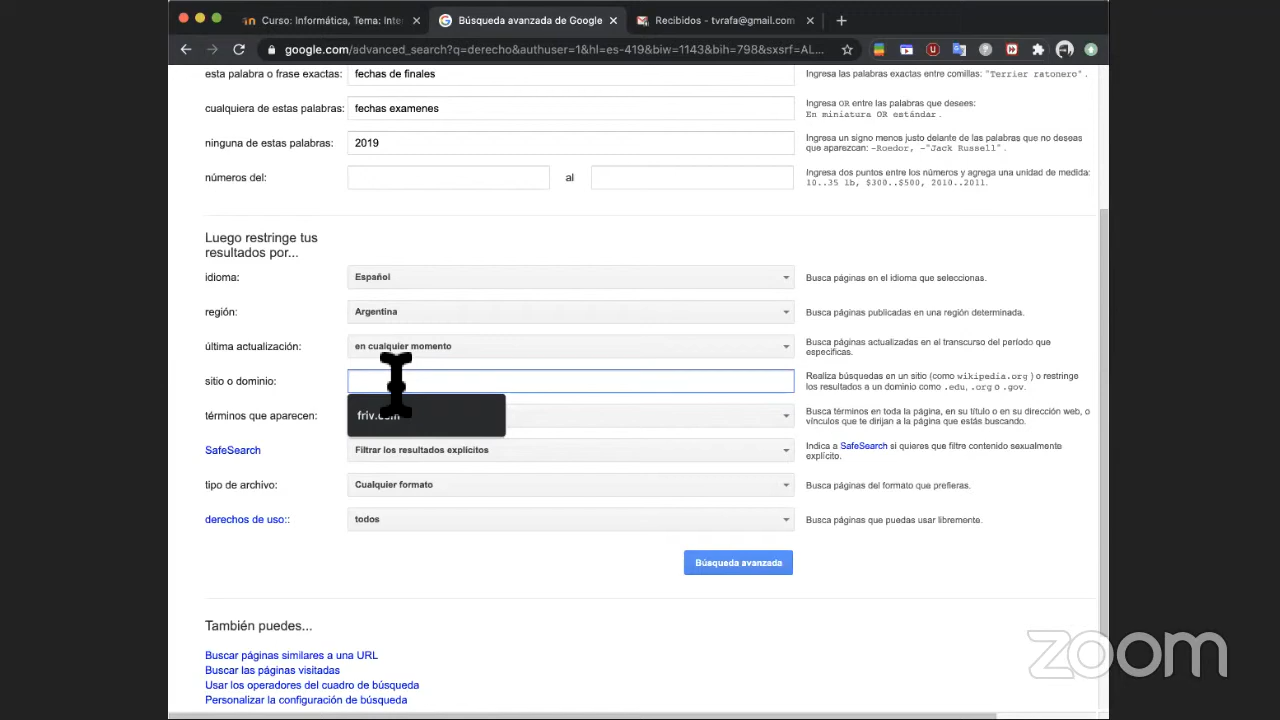 Curso: Informática, Tema: Inter
Búsqueda avanzada de Google
Recibidos - tvrafa@gmail.com
google.com/advanced_search?q=derecho&authuser=1&hl=es-419&biw=1143&bih=798&sxsrf=AL...
esta palabra o frase exactas: fechas de finales Ingresa las palabras exactas entre comillas: "Terrier ratonero" .
cualquiera de estas palabras: fechas examenes Ingresa OR entre las palabras que desees:
En miniatura OR estándar .
ninguna de estas palabras: 2019 Ingresa un signo menos justo delante de las palabras que no deseas
que aparezcan: -Roedor, -"Jack Russell" .
números del: al Ingresa dos puntos entre los números y agrega una unidad de medida:
10..35 lb, $300..$500, 2010..2011.
Luego restringe tus
resultados por...
idioma: Español Busca páginas en el idioma que seleccionas.
región: Argentina Busca páginas publicadas en una región determinada.
última actualización: en cualquier momento Busca páginas actualizadas en el transcurso del período que
especificas.
sitio o dominio: Realiza búsquedas en un sitio (como wikipedia.org ) o restringe
los resultados a un dominio como .edu, .org o .gov.
términos que aparecen: friv.com Busca términos en toda la página, en su título o en su dirección web, o
vínculos que te dirijan a la página que estás buscando.
SafeSearch Filtrar los resultados explícitos Indica a SafeSearch si quieres que filtre contenido sexualmente
explícito.
tipo de archivo: Cualquier formato Busca páginas del formato que prefieras.
derechos de uso:: todos Busca páginas que puedas usar libremente.
Búsqueda avanzada
También puedes...
Buscar páginas similares a una URL
Buscar las páginas visitadas
Usar los operadores del cuadro de búsqueda
Personalizar la configuración de búsqueda
zoom